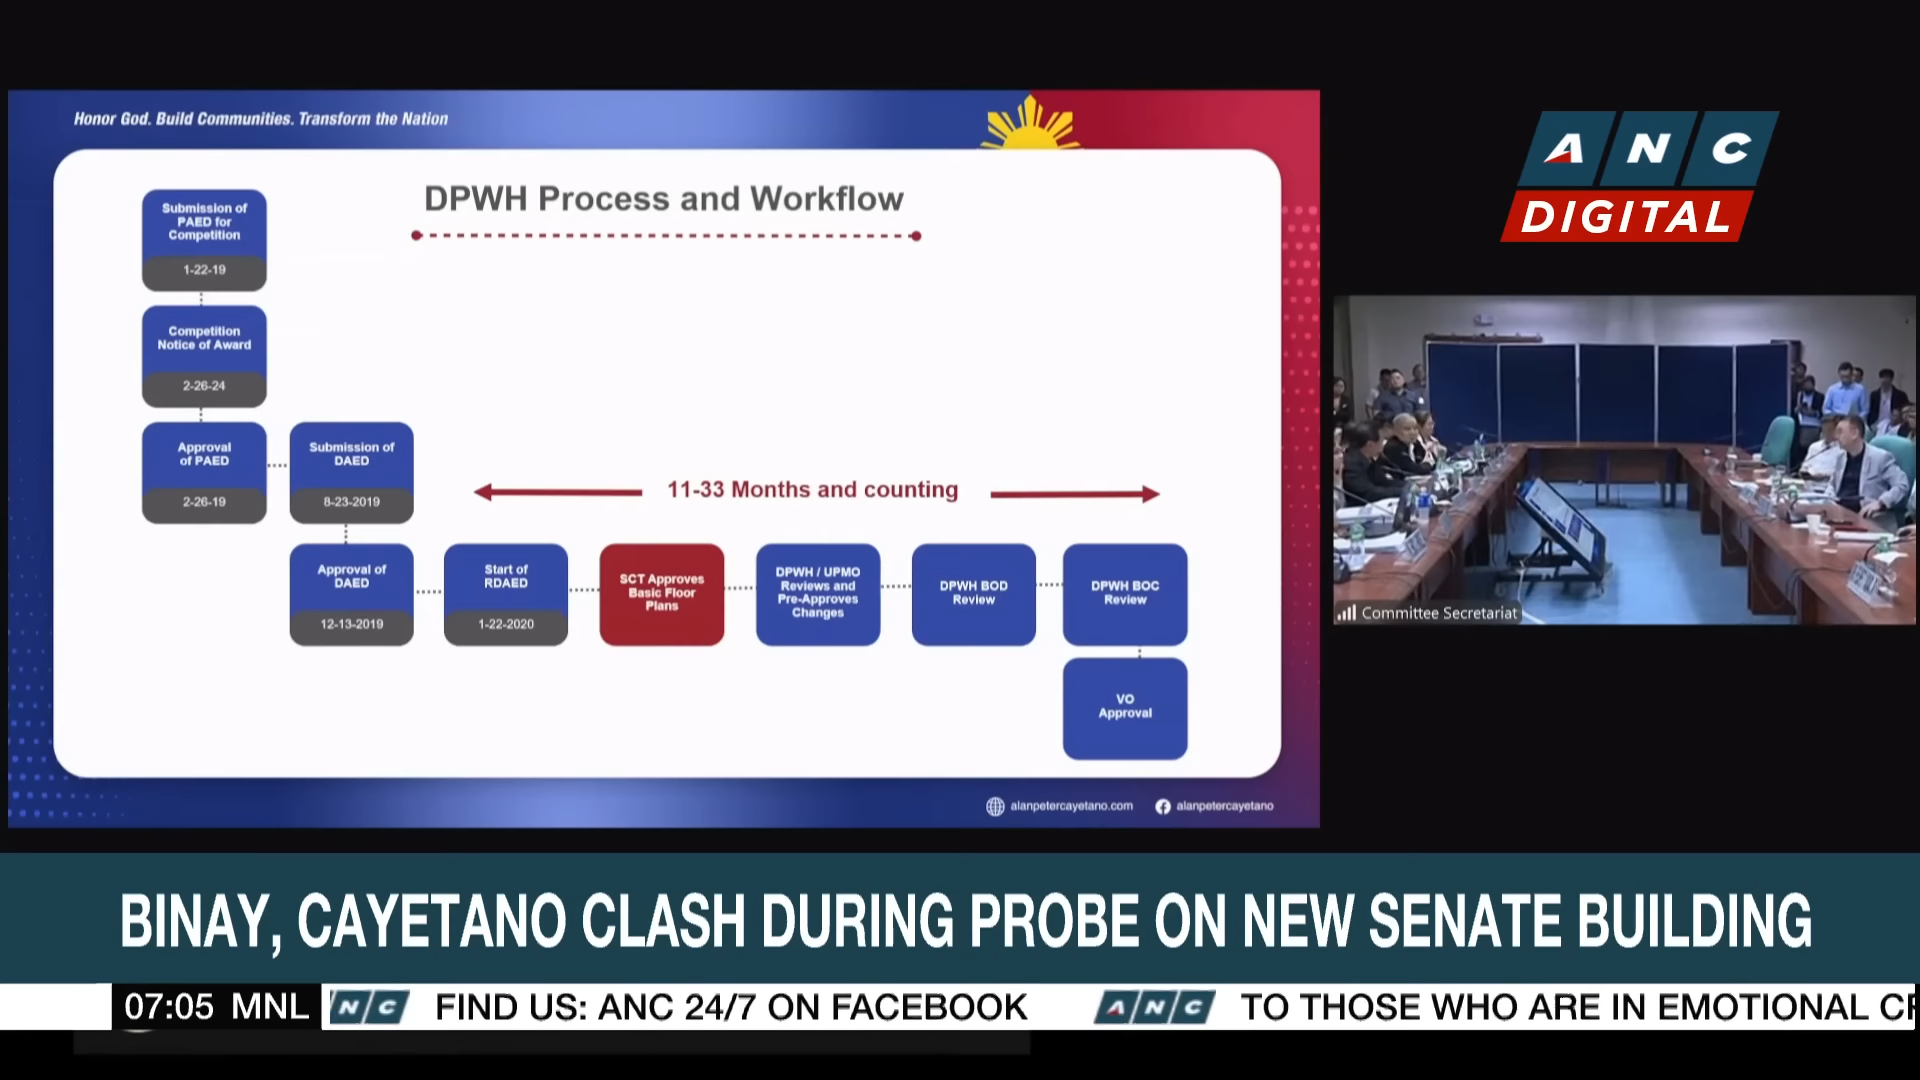 Honor God. Build Communities. Transform the Nation
DPWH Process and Workflow
Submission of
PAED for
Competition
1-22-19
Competition
Notice of Award
2-26-24
Approval
of PAED
2-26-19
Submission of
DAED
8-23-2019
11-33 Months and counting
Approval of
DAED
12-13-2019
Start of
RDAED
1-22-2020
SCT Approves
Basic Floor
Plans
DPWH / UPMO
Reviews and
Pre-Approves
Changes
DPWH BOD
Review
DPWH BOC
Review
VO
Approval
alanpetercayetano.com
alanpetercayetano
ANC
DIGITAL
Committee Secretariat
BINAY, CAYETANO CLASH DURING PROBE ON NEW SENATE BUILDING
07:05 MNL NC FIND US: ANC 24/7 ON FACEBOOK ANC TO THOSE WHO ARE IN EMOTIONAL